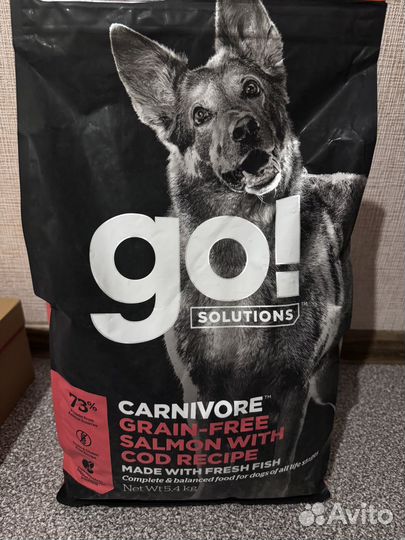 go!
SOLUTIONS™
73%
CARNIVORE™
GRAIN-FREE
SALMON WITH
COD RECIPE
MADE WITH FRESH FISH
Complete & balanced food for dogs of all life stages
Net Wt 5.4 kg
Avito